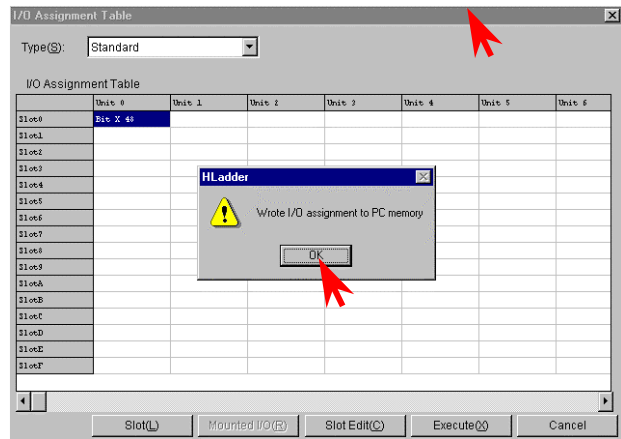 I/O Assignment Table
Type(S): Standard
I/O Assignment Table
Unit 0 Unit 1 Unit 2 Unit 3 Unit 4 Unit 5 Unit 6
Slot0 Bit X 48
Slot1
Slot2
Slot3
Slot4
Slot5
Slot6
Slot7
Slot8
Slot9
SlotA
SlotB
SlotC
SlotD
SlotE
SlotF
HLadder
Wrote I/O assignment to PC memory
OK
Slot(L) Mounted I/O(R) Slot Edit(C) Execute(X) Cancel